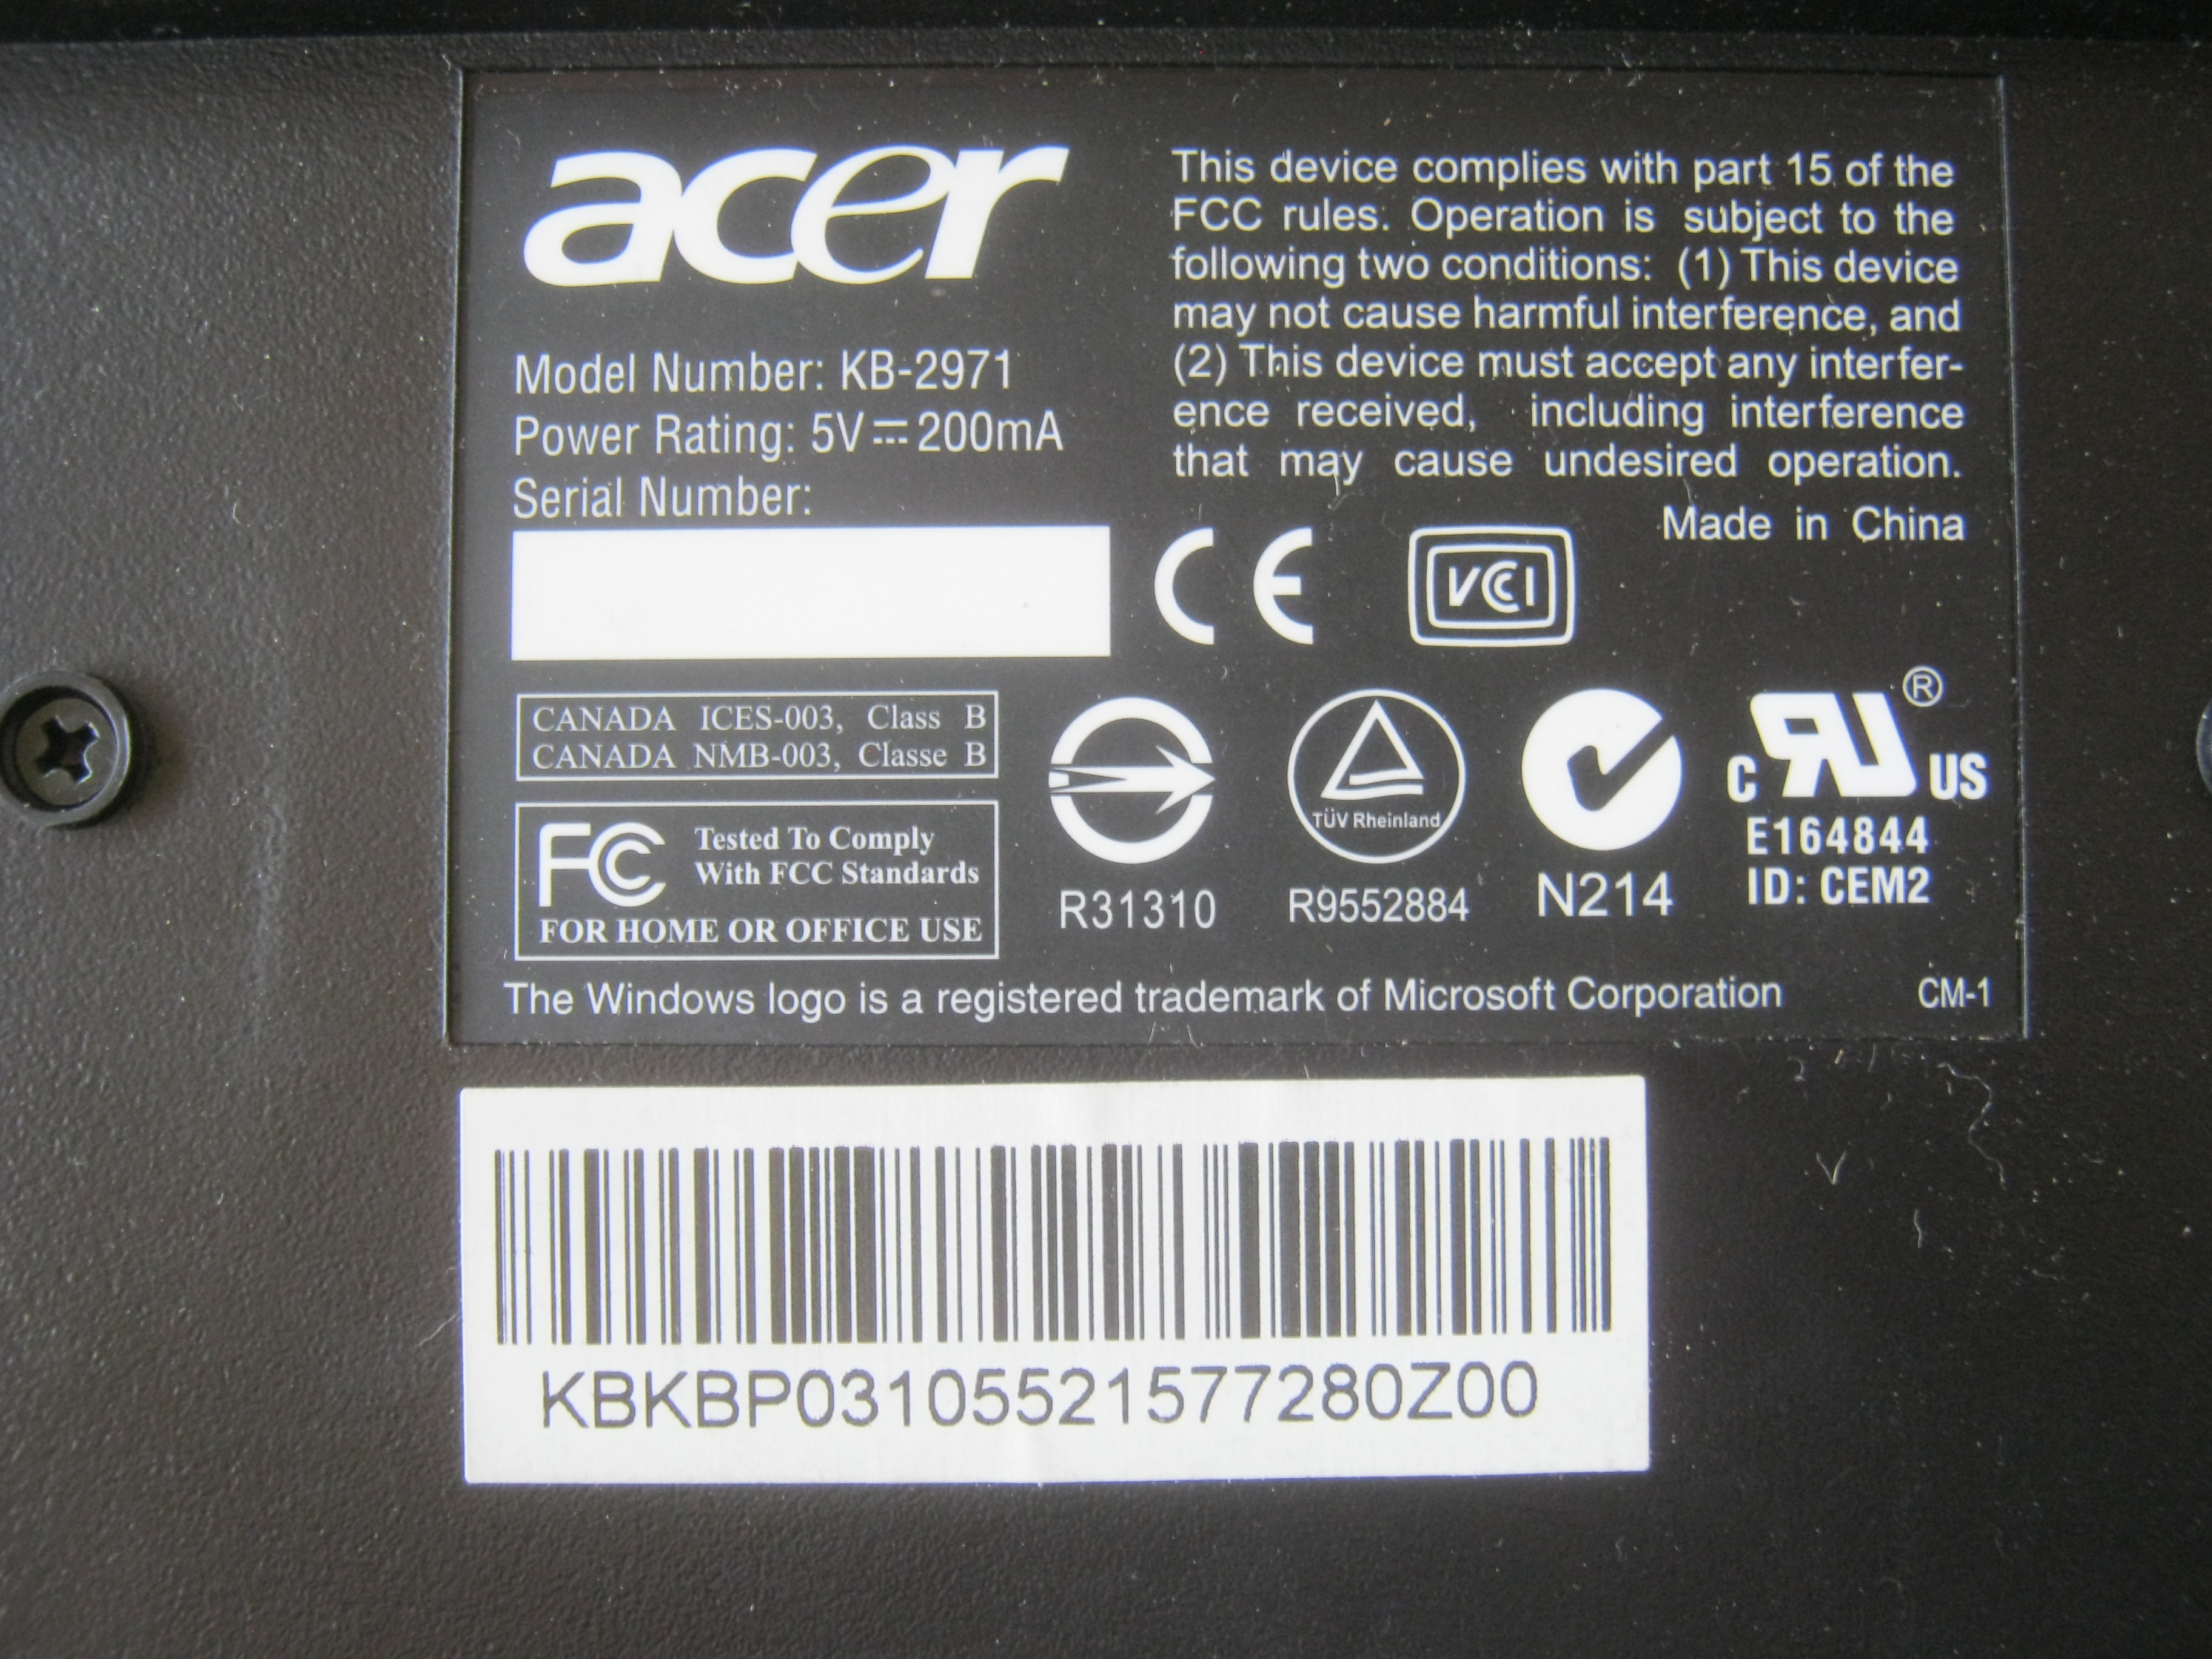 acer
Model Number: KB-2971
Power Rating: 5V⎓200mA
Serial Number:
This device complies with part 15 of the
FCC rules. Operation is subject to the
following two conditions: (1) This device
may not cause harmful interference, and
(2) This device must accept any interfer-
ence received, including interference
that may cause undesired operation.
Made in China
CE
VCCI
CANADA ICES-003, Class B
CANADA NMB-003, Classe B
FCC
Tested To Comply
With FCC Standards
FOR HOME OR OFFICE USE
R31310
TÜV Rheinland
R9552884
N214
C RU® US
E164844
ID: CEM2
The Windows logo is a registered trademark of Microsoft Corporation
CM-1
KBKBP03105521577280Z00